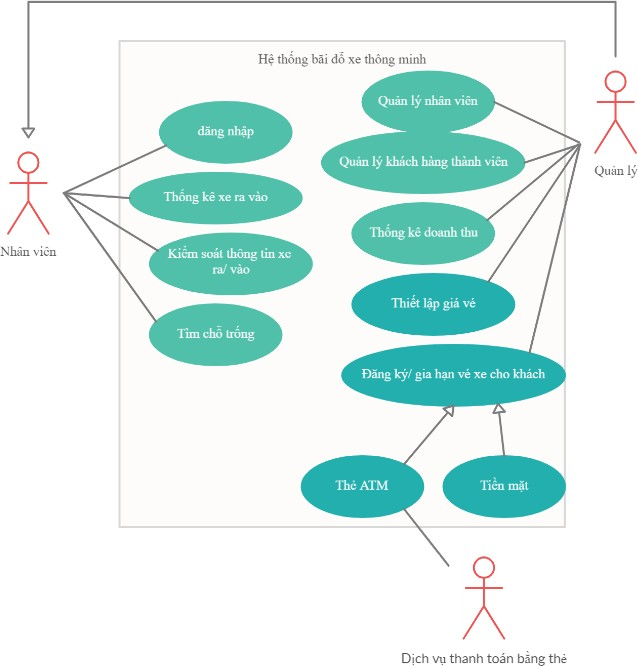 Hệ thống bãi đỗ xe thông minh
Quản lý nhân viên
đăng nhập
Quản lý khách hàng thành viên
Quản lý
Thống kê xe ra vào
Nhân viên
Thống kê doanh thu
Kiểm soát thông tin xe
ra/ vào
Thiết lập giá vé
Tìm chỗ trống
Đăng ký/ gia hạn vé xe cho khách
Thẻ ATM
Tiền mặt
Dịch vụ thanh toán bằng thẻ